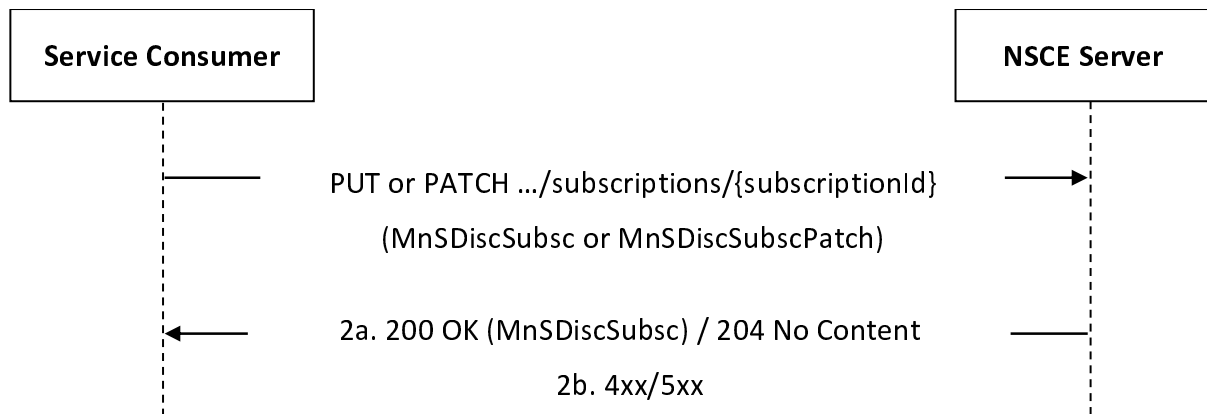 Service Consumer
NSCE Server
PUT or PATCH …/subscriptions/{subscriptionId}
(MnSDiscSubsc or MnSDiscSubscPatch)
2a. 200 OK (MnSDiscSubsc) / 204 No Content
2b. 4xx/5xx